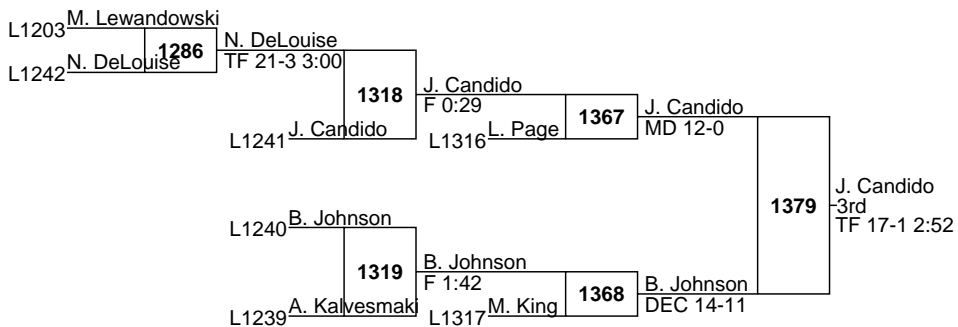 L1203 M. Lewandowski
1286
L1242 N. DeLouise
N. DeLouise
TF 21-3 3:00
1318
L1241 J. Candido
J. Candido
F 0:29
1367
L1316 L. Page
J. Candido
MD 12-0
1379
J. Candido
3rd
TF 17-1 2:52
L1240 B. Johnson
1319
L1239 A. Kalvesmaki
B. Johnson
F 1:42
1368
L1317 M. King
B. Johnson
DEC 14-11